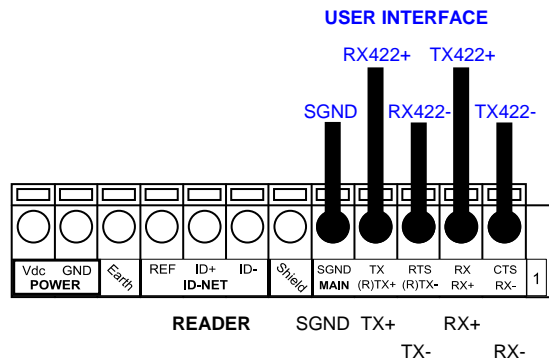 USER INTERFACE
RX422+ TX422+
SGND RX422- TX422-
Vdc GND Earth REF ID+ ID- Shield SGND TX RTS RX CTS
POWER ID-NET MAIN (R)TX+ (R)TX- RX+ RX- 1
READER SGND TX+ RX+
TX- RX-